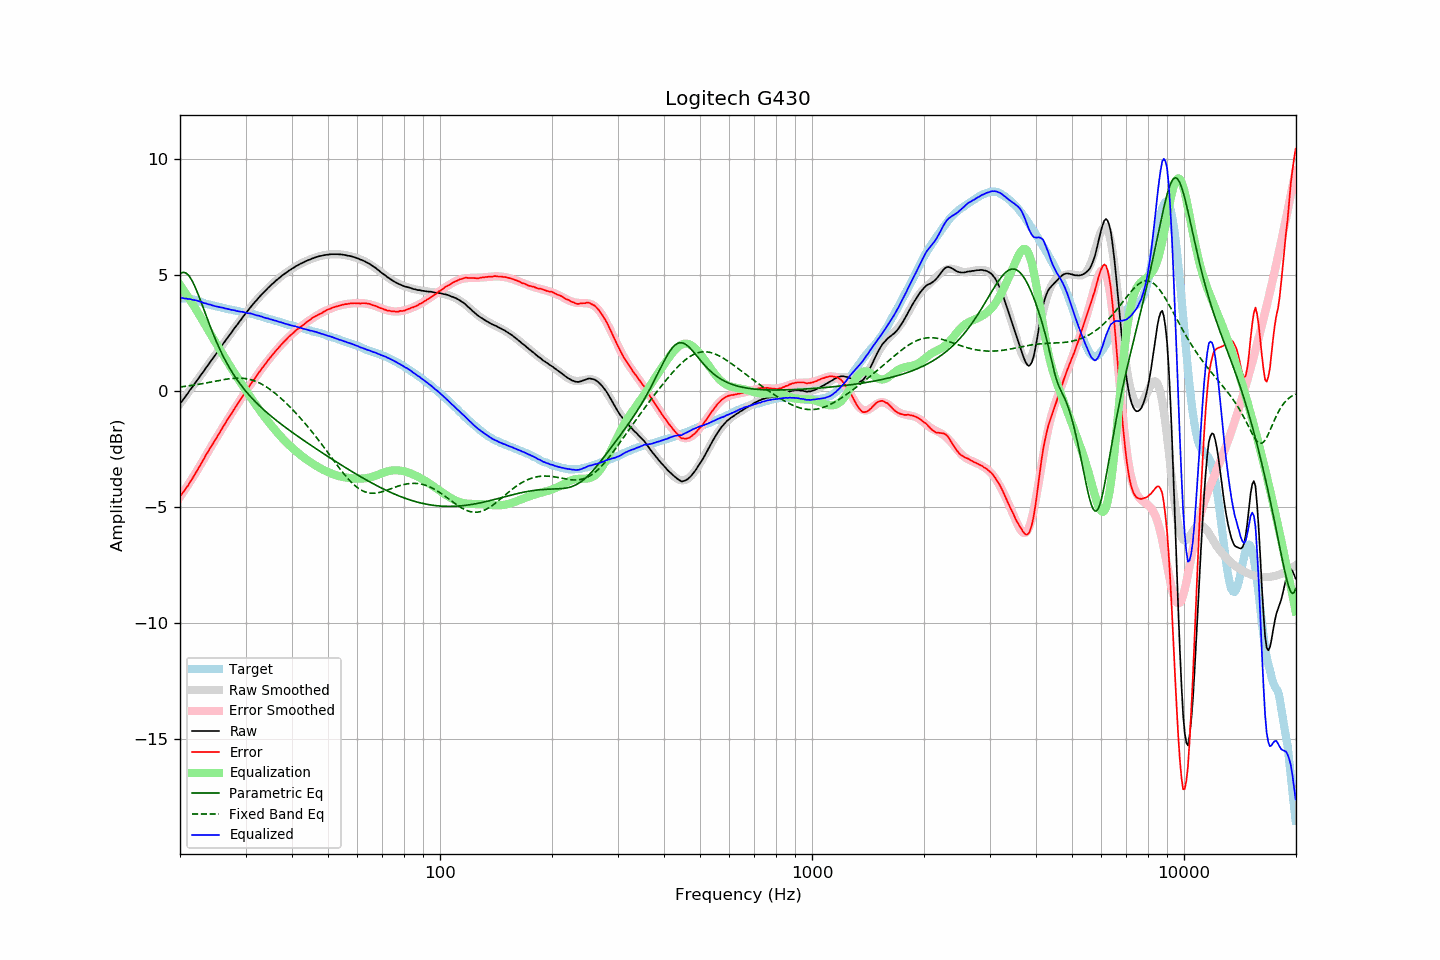 Logitech G430
10
5
0
−5
−10
−15
Amplitude (dBr)
Target
Raw Smoothed
Error Smoothed
Raw
Error
Equalization
Parametric Eq
Fixed Band Eq
Equalized
100 1000 10000
Frequency (Hz)